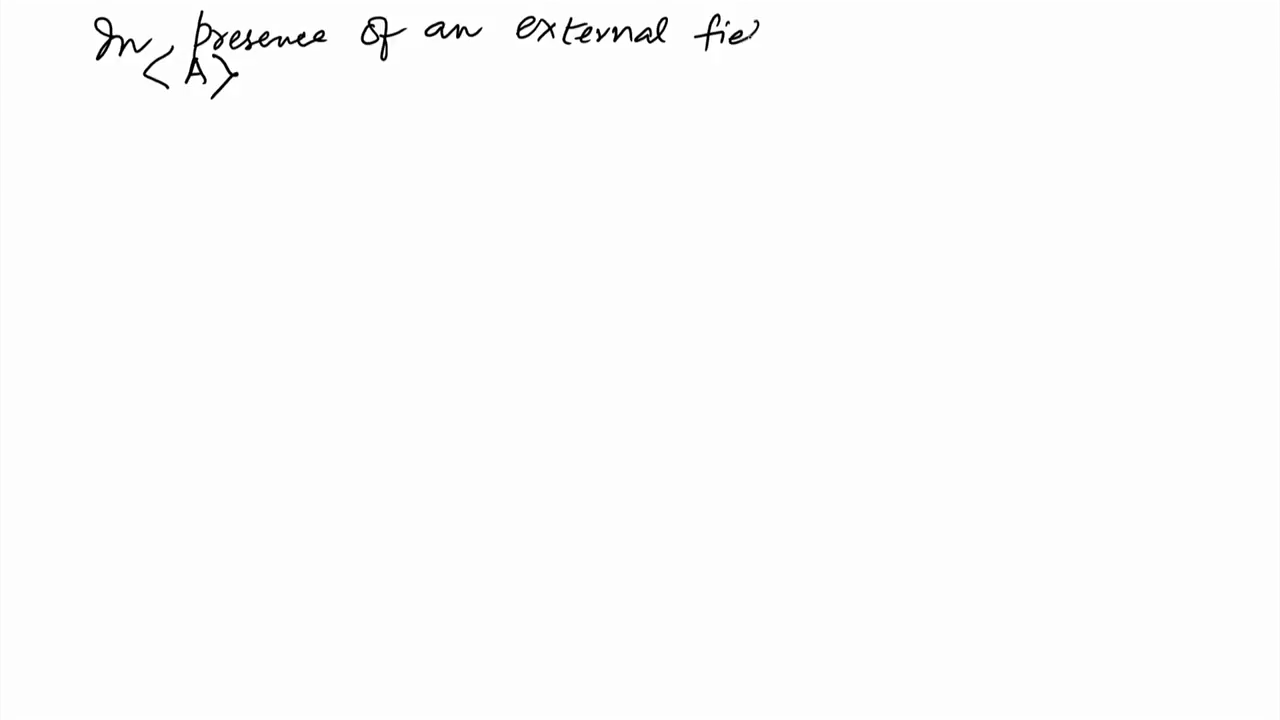 In presence of an external fie
⟨A⟩